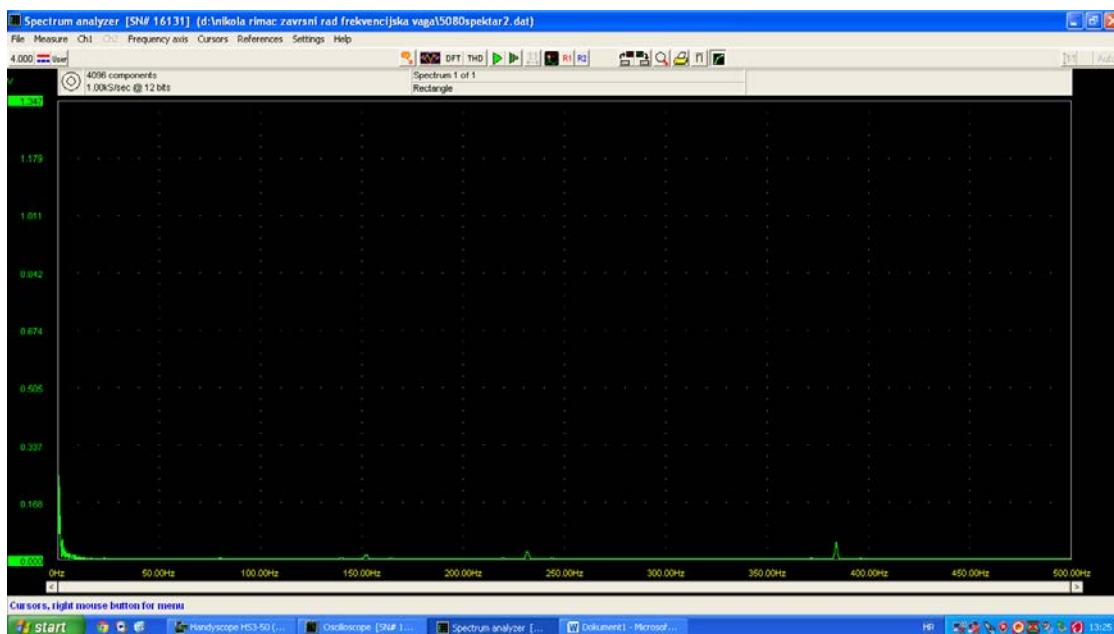 Spectrum analyzer [SN# 16131] (d:\nikola rimac zavrsni rad frekvencijska vaga\5080spektar2.dat)
File Measure Ch1 Ch2 Frequency axis Cursors References Settings Help
4.000 User DFT THD R1 R2 Auto
4096 components Spectrum 1 of 1
1.00kS/sec @ 12 bits Rectangle
V
1.347
1.179
1.011
0.842
0.674
0.505
0.337
0.168
0.000
0Hz 50.00Hz 100.00Hz 150.00Hz 200.00Hz 250.00Hz 300.00Hz 350.00Hz 400.00Hz 450.00Hz 500.00Hz
Cursors, right mouse button for menu
start Handyscope HS3-50 (... Oscilloscope [SN# 1... Spectrum analyzer [... Dokument1 - Microsof... HR 13:25